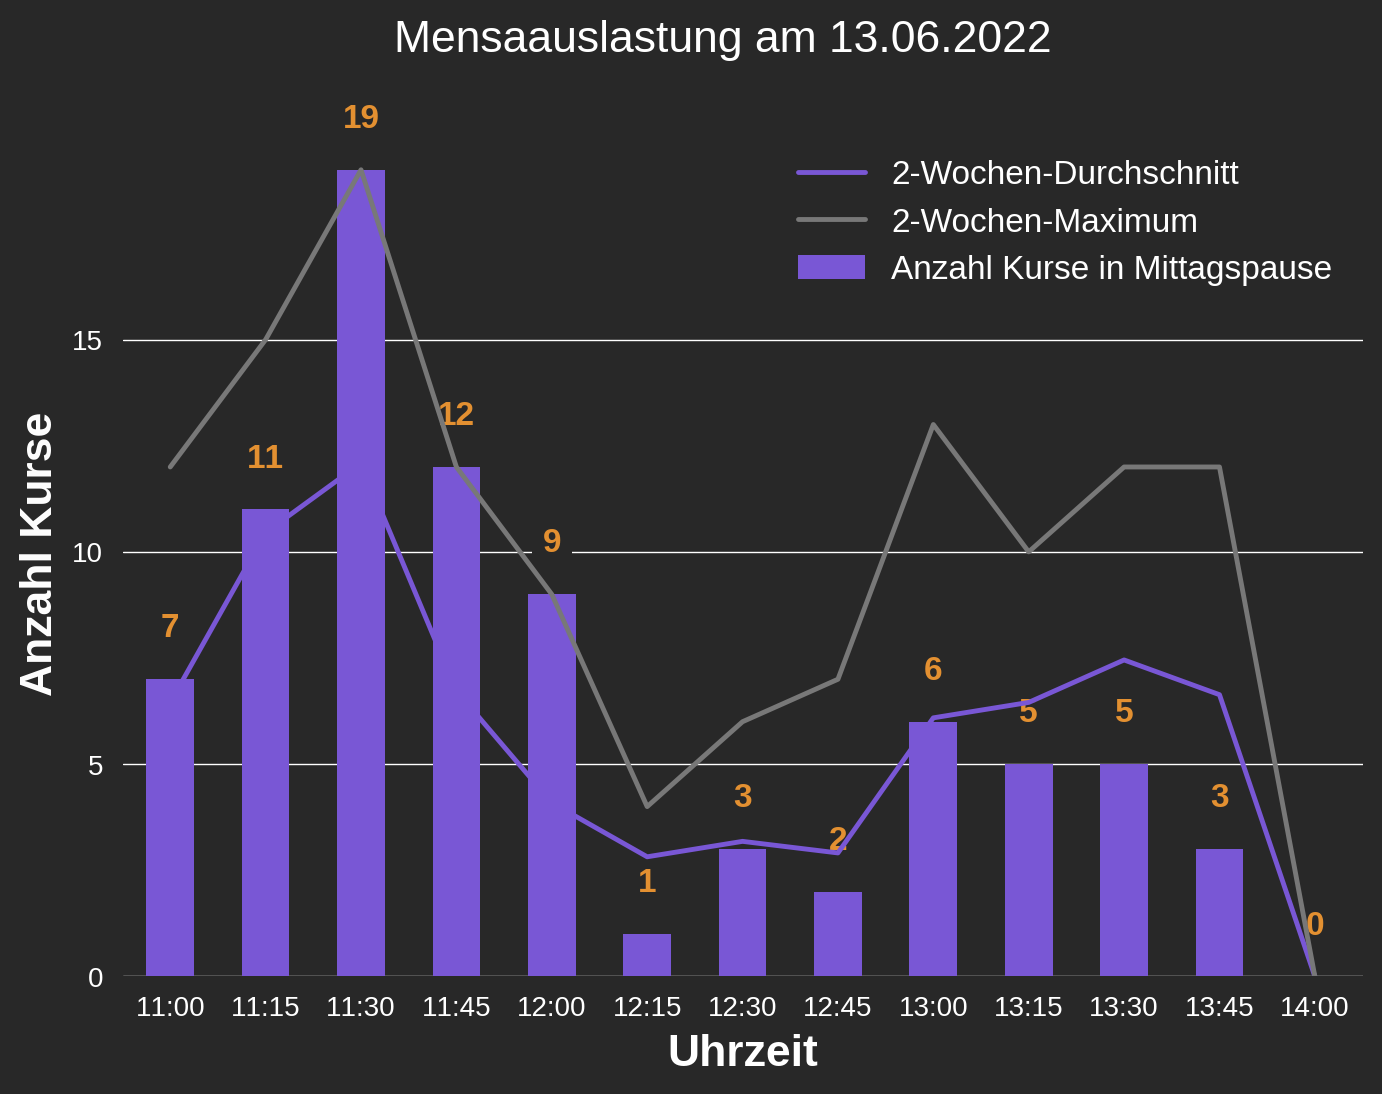 Mensaauslastung am 13.06.2022
19
2-Wochen-Durchschnitt
2-Wochen-Maximum
Anzahl Kurse in Mittagspause
15
12
11
10
9
7
6
5
5
5
3
3
2
1
0
0
Anzahl Kurse
11:00 11:15 11:30 11:45 12:00 12:15 12:30 12:45 13:00 13:15 13:30 13:45 14:00
Uhrzeit